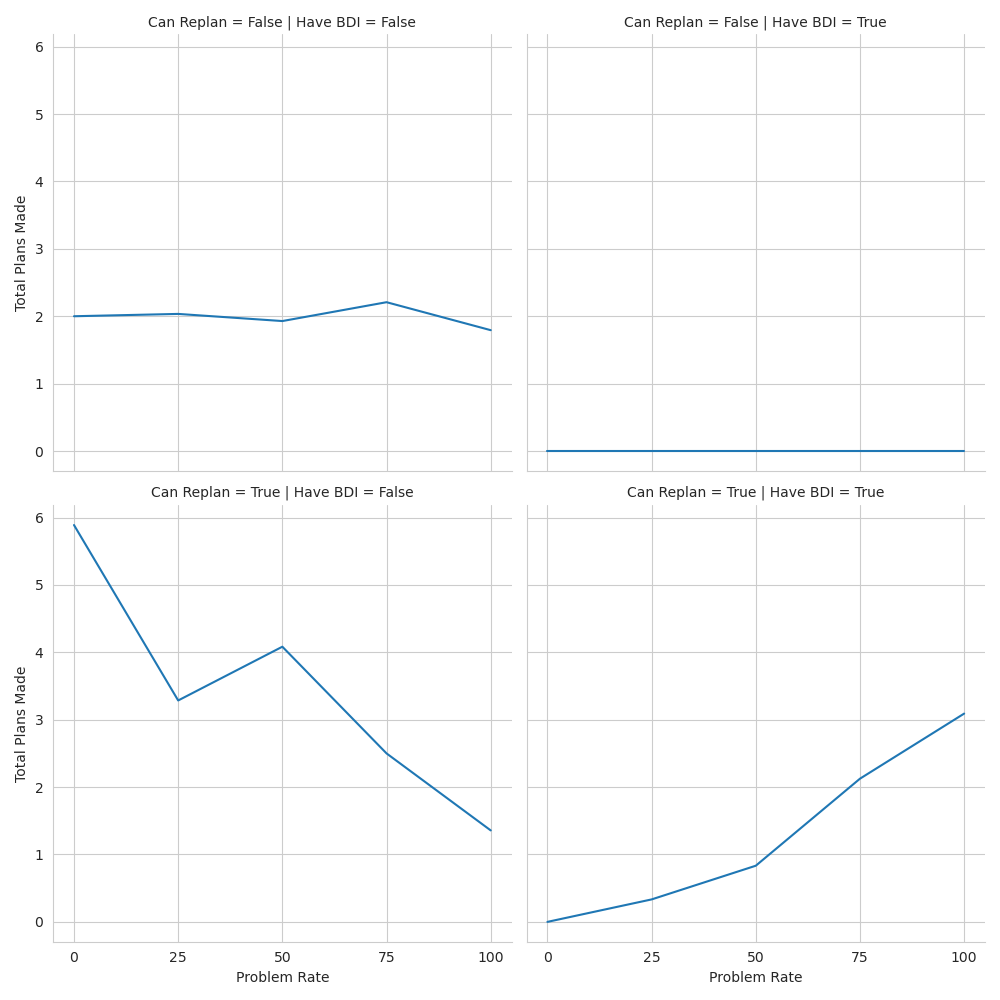 Can Replan = False | Have BDI = False
Can Replan = False | Have BDI = True
6
5
4
3
2
1
0
Total Plans Made
Can Replan = True | Have BDI = False
Can Replan = True | Have BDI = True
6
5
4
3
2
1
0
Total Plans Made
0 25 50 75 100
0 25 50 75 100
Problem Rate
Problem Rate